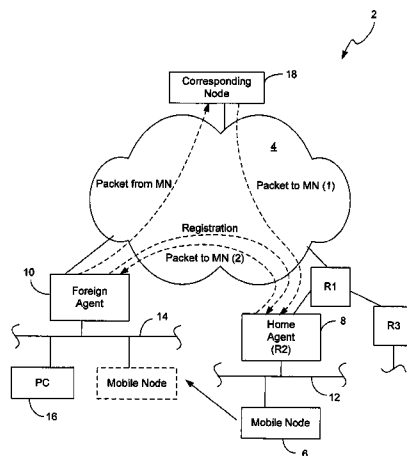 2
Corresponding
Node
18
4
Packet from MN
Packet to MN (1)
Registration
Packet to MN (2)
10
Foreign
Agent
R1
14
Home
Agent
(R2)
8
R3
PC
Mobile Node
12
16
Mobile Node
6